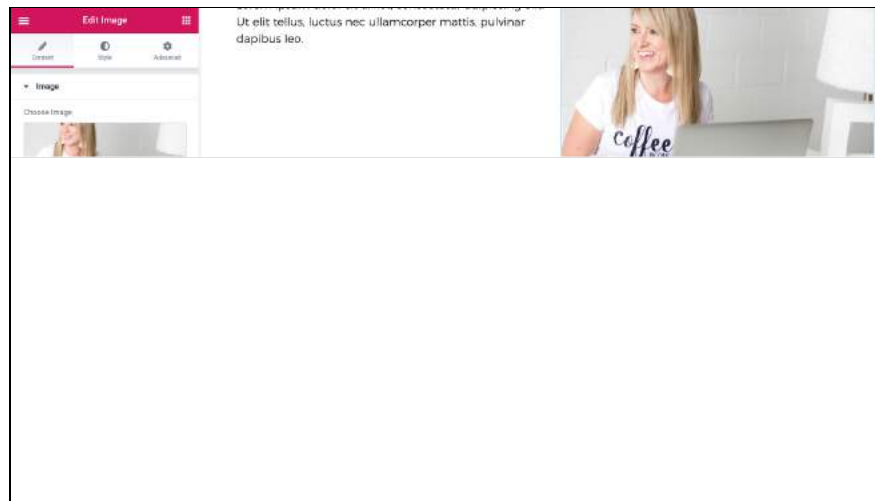 Edit Image
Content
Style
Advanced
Image
Choose Image
Ut elit tellus, luctus nec ullamcorper mattis, pulvinar
dapibus leo.
coffee